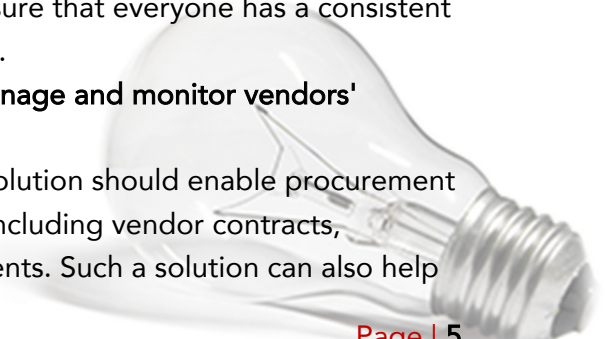 sure that everyone has a consistent
.
nage and monitor vendors'
olution should enable procurement
ncluding vendor contracts,
ents. Such a solution can also help
Page | 5